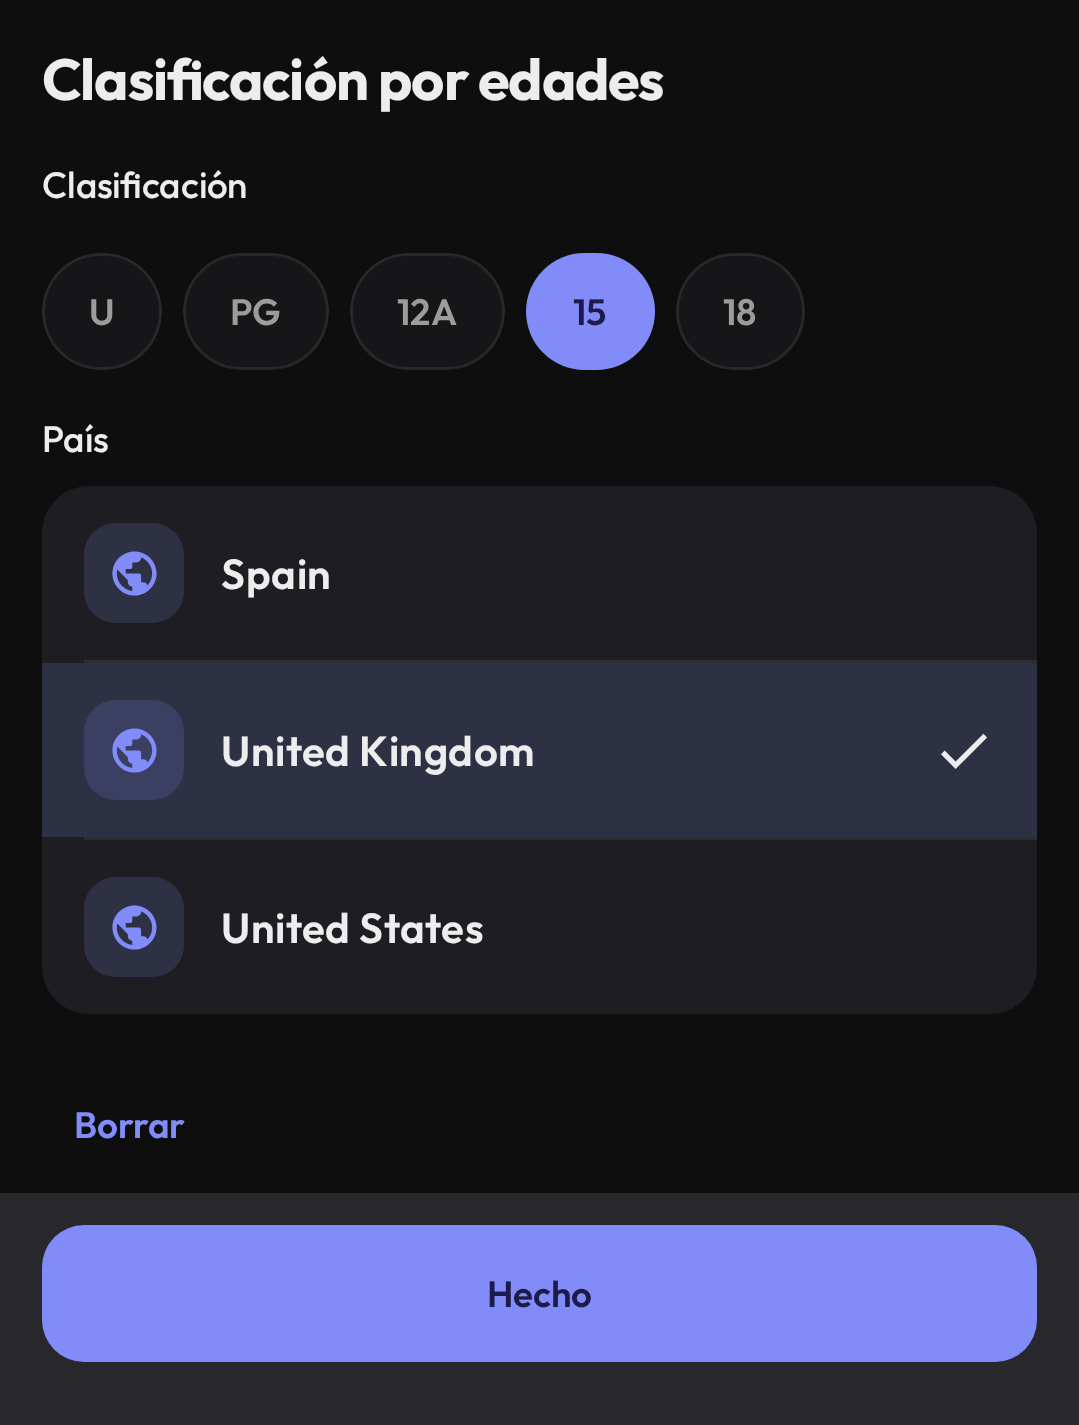 Clasificación por edades
Clasificación
U PG 12A 15 18
País
Spain
United Kingdom
United States
Borrar
Hecho